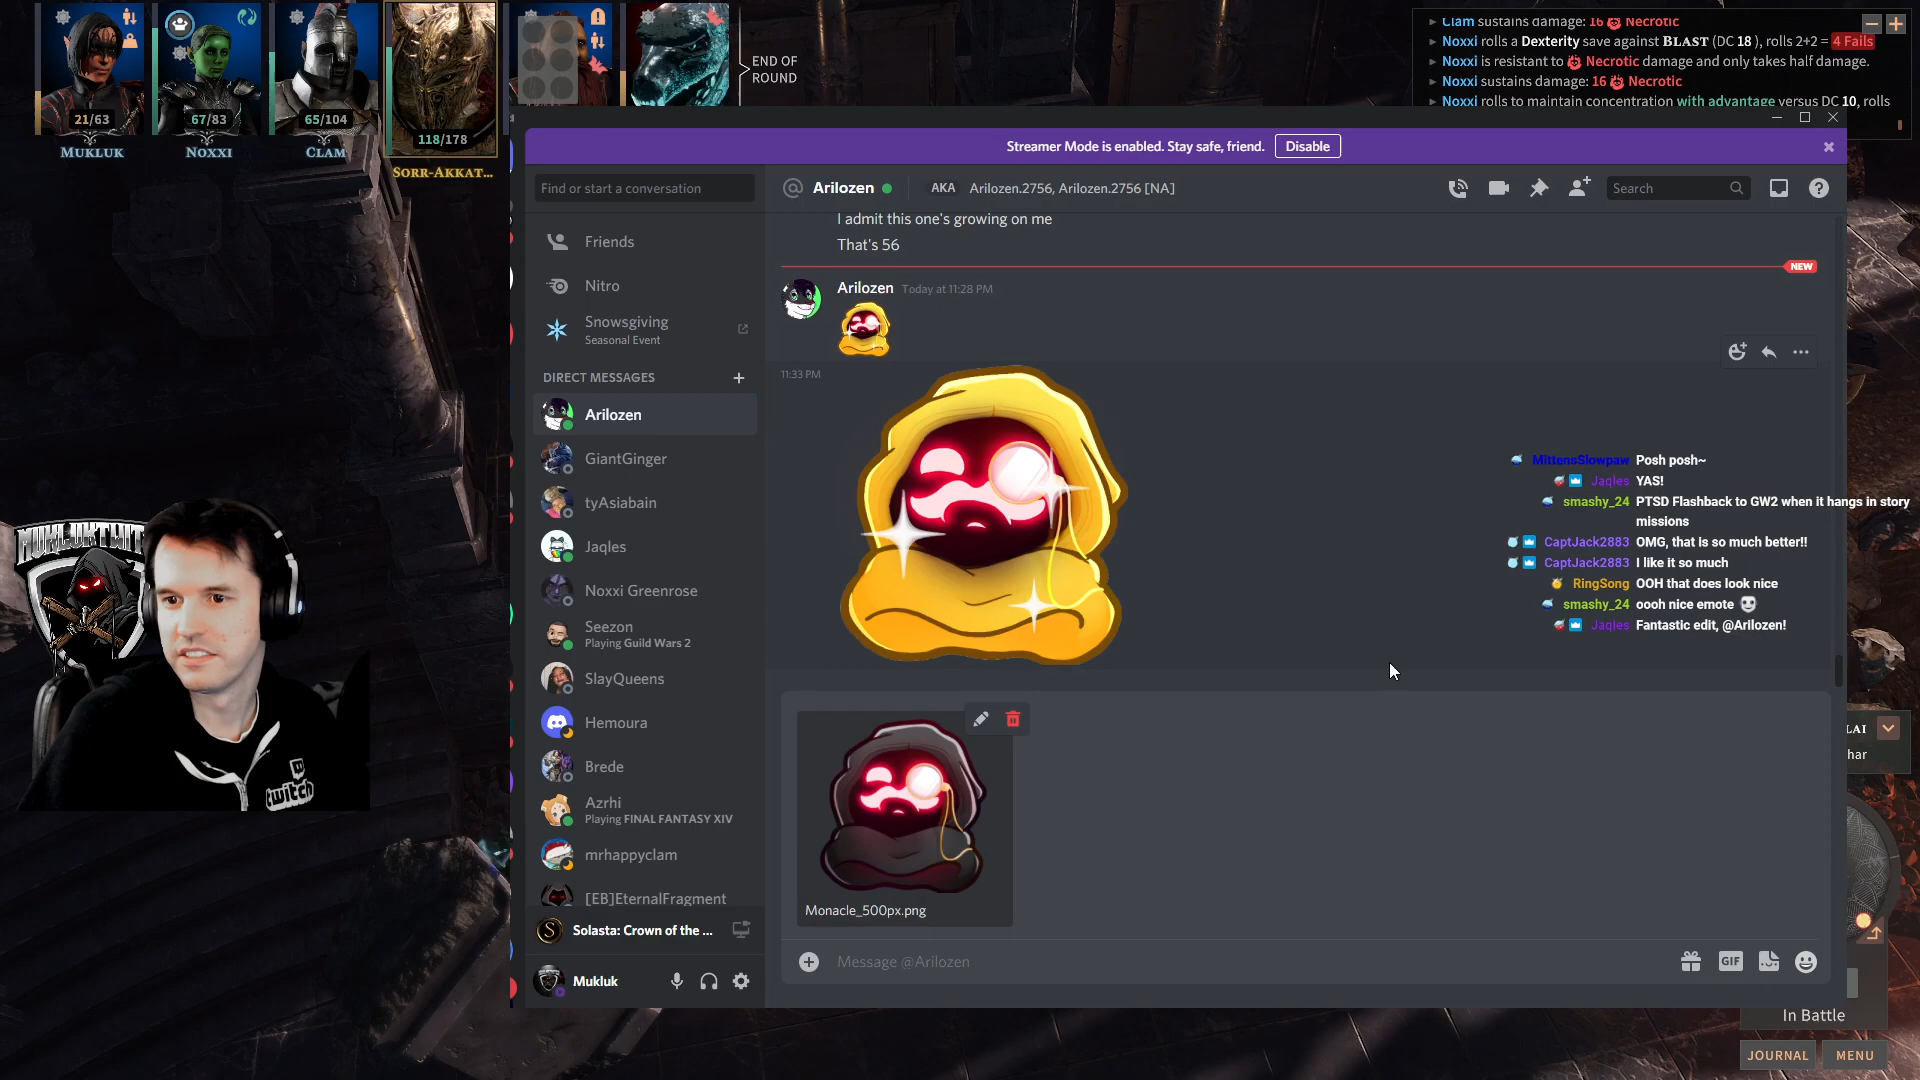 21/63
MUKLUK
67/83
NOXXI
65/104
CLAM
118/178
SORR-AKKAT...
END OF
ROUND
Clam sustains damage: 16 Necrotic
Noxxi rolls a Dexterity save against BLAST (DC 18 ), rolls 2+2 = 4 Fails
Noxxi is resistant to Necrotic damage and only takes half damage.
Noxxi sustains damage: 16 Necrotic
Noxxi rolls to maintain concentration with advantage versus DC 10, rolls
Streamer Mode is enabled. Stay safe, friend.
Disable
Find or start a conversation
Arilozen
AKA
Arilozen.2756, Arilozen.2756 [NA]
Search
Friends
Nitro
Snowsgiving
Seasonal Event
DIRECT MESSAGES
Arilozen
GiantGinger
tyAsiabain
Jaqles
Noxxi Greenrose
Seezon
Playing Guild Wars 2
SlayQueens
Hemoura
Brede
Azrhi
Playing FINAL FANTASY XIV
mrhappyclam
[EB]EternalFragment
Solasta: Crown of the ...
Mukluk
I admit this one's growing on me
That's 56
NEW
Arilozen Today at 11:28 PM
11:33 PM
MittensSlowpaw Posh posh~
Jaqles YAS!
smashy_24 PTSD Flashback to GW2 when it hangs in story
missions
CaptJack2883 OMG, that is so much better!!
CaptJack2883 I like it so much
RingSong OOH that does look nice
smashy_24 oooh nice emote
Jaqles Fantastic edit, @Arilozen!
Monacle_500px.png
Message @Arilozen
GIF
LAI
har
In Battle
JOURNAL
MENU
MUKLUKTWITCH
twitch